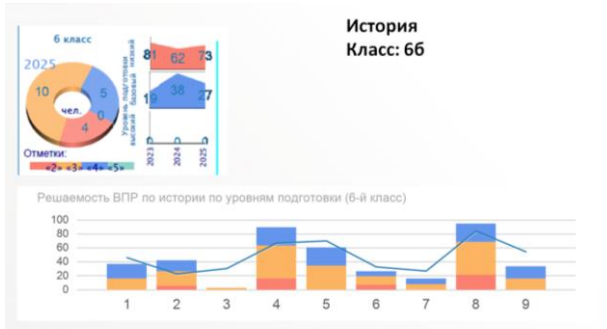 История
Класс: 6б
6 класс
2025
10
5
0
4
чел.
Отметки:
«2» «3» «4» «5»
Уровень подготовки
высокий базовый низкий
81 62 73
19 38 27
0 0 0
2023 2024 2025
Решаемость ВПР по истории по уровням подготовки (6-й класс)
100
80
60
40
20
0
1 2 3 4 5 6 7 8 9